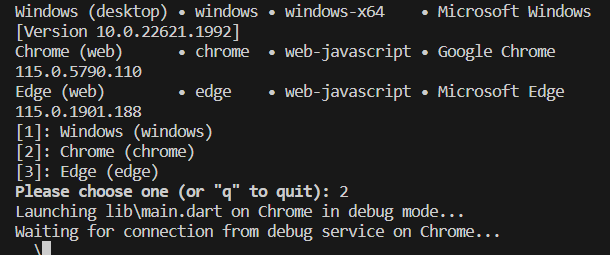 Windows (desktop) • windows • windows-x64    • Microsoft Windows
[Version 10.0.22621.1992]
Chrome (web)      • chrome  • web-javascript • Google Chrome
115.0.5790.110
Edge (web)        • edge    • web-javascript • Microsoft Edge
115.0.1901.188
[1]: Windows (windows)
[2]: Chrome (chrome)
[3]: Edge (edge)
Please choose one (or "q" to quit): 2
Launching lib\main.dart on Chrome in debug mode...
Waiting for connection from debug service on Chrome...
\